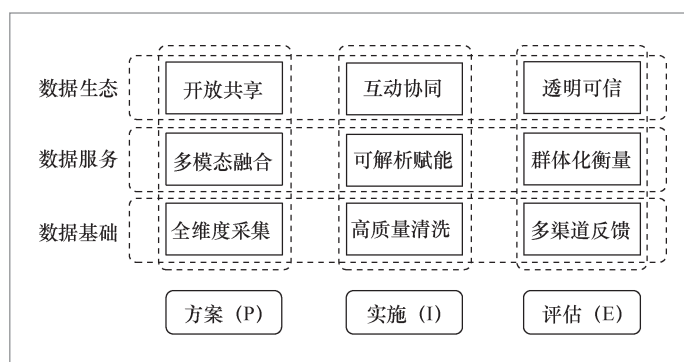 数据生态 开放共享 互动协同 透明可信
数据服务 多模态融合 可解析赋能 群体化衡量
数据基础 全维度采集 高质量清洗 多渠道反馈
方案（P） 实施（I） 评估（E）